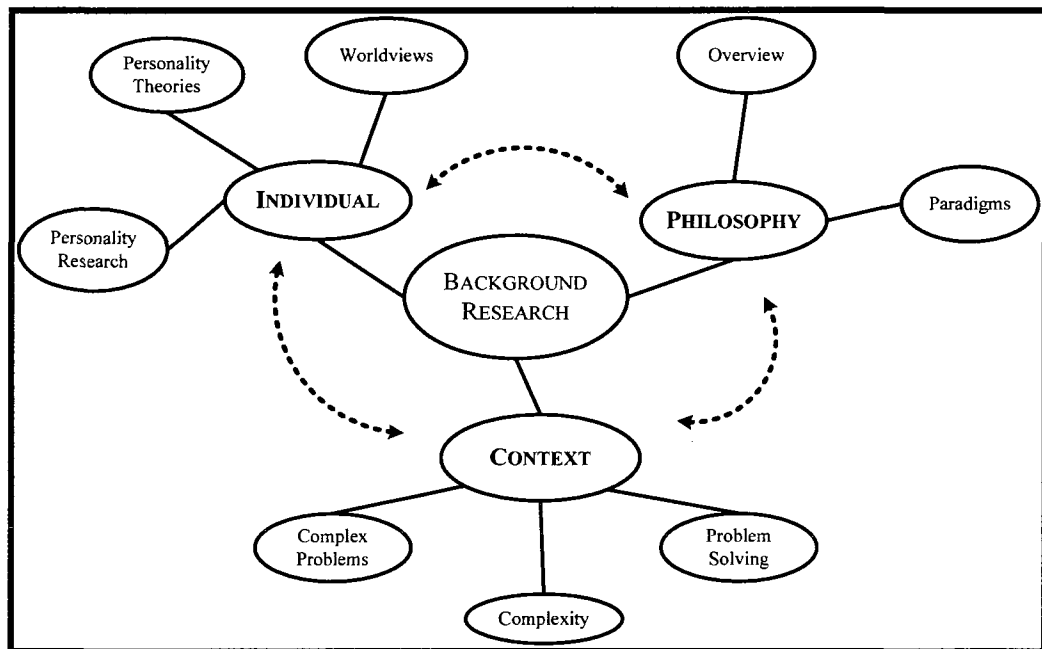 Personality
Theories
Worldviews
Overview
INDIVIDUAL
PHILOSOPHY
Paradigms
Personality
Research
BACKGROUND
RESEARCH
CONTEXT
Complex
Problems
Problem
Solving
Complexity